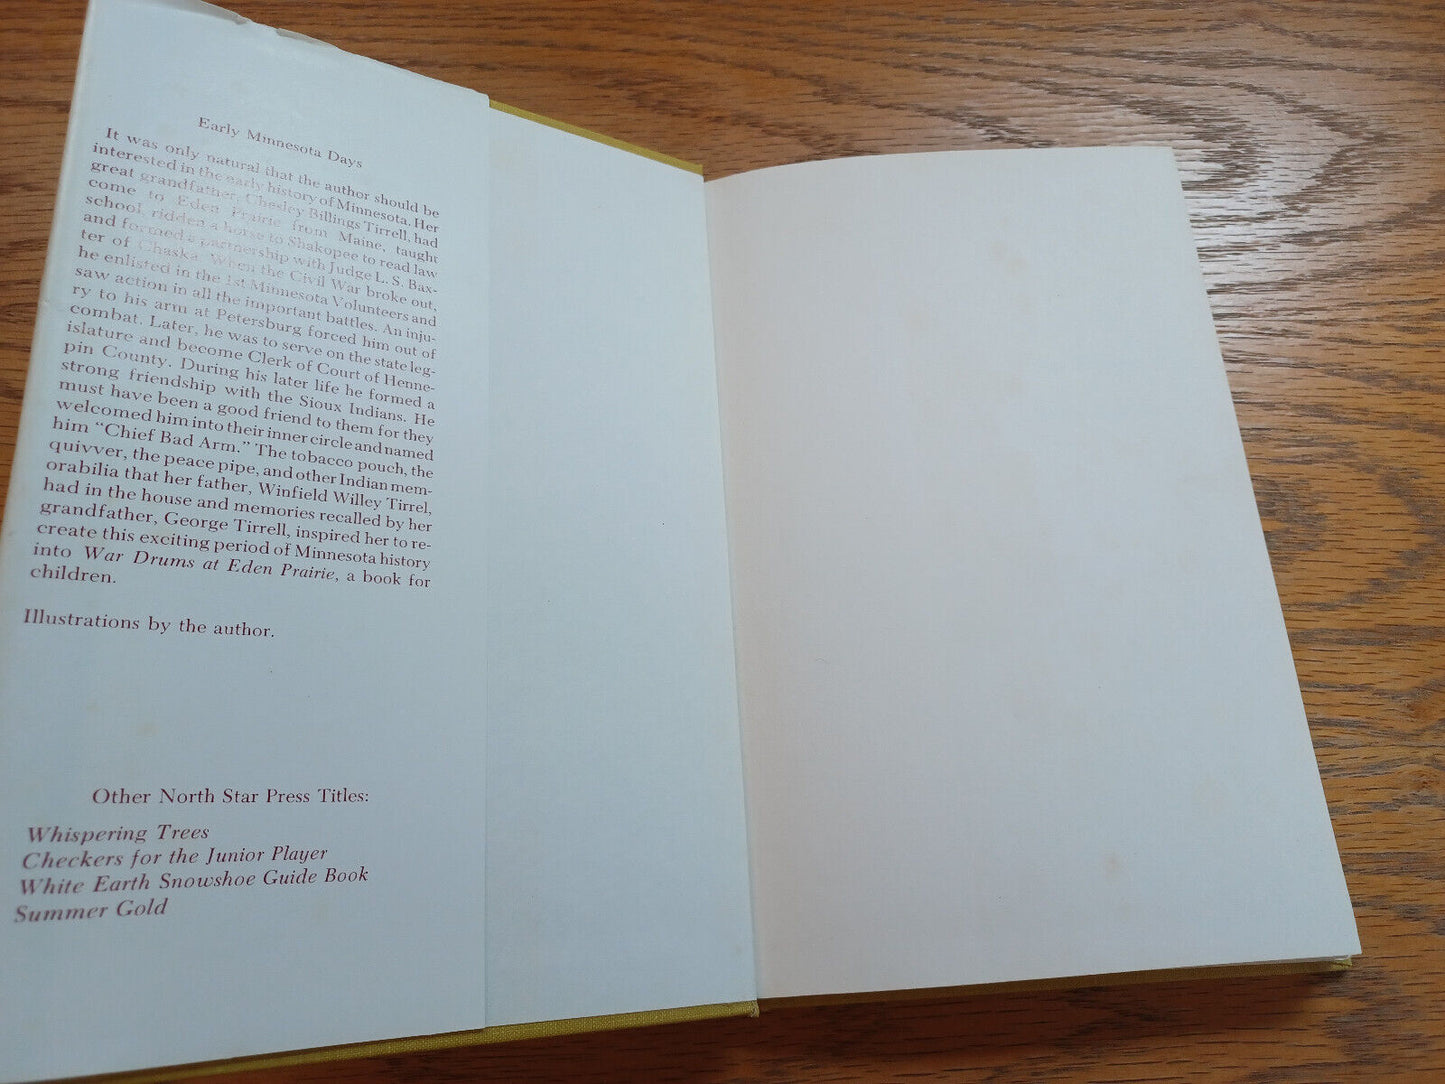 Early Minnesota Days
It was only natural that the author should be
interested in the early history of Minnesota. Her
great grandfather, Chesley Billings Tirrell, had
come to Eden Prairie from Maine, taught
school, ridden a horse to Shakopee to read law
and formed a partnership with Judge L. S. Bax-
ter of Chaska. When the Civil War broke out,
he enlisted in the 1st Minnesota Volunteers and
saw action in all the important battles. An inju-
ry to his arm at Petersburg forced him out of
combat. Later, he was to serve on the state leg-
islature and become Clerk of Court of Henne-
pin County. During his later life he formed a
strong friendship with the Sioux Indians. He
must have been a good friend to them for they
welcomed him into their inner circle and named
him "Chief Bad Arm." The tobacco pouch, the
quivver, the peace pipe, and other Indian mem-
orabilia that her father, Winfield Willey Tirrel,
had in the house and memories recalled by her
grandfather, George Tirrell, inspired her to re-
create this exciting period of Minnesota history
into War Drums at Eden Prairie, a book for
children.
Illustrations by the author.
Other North Star Press Titles:
Whispering Trees
Checkers for the Junior Player
White Earth Snowshoe Guide Book
Summer Gold